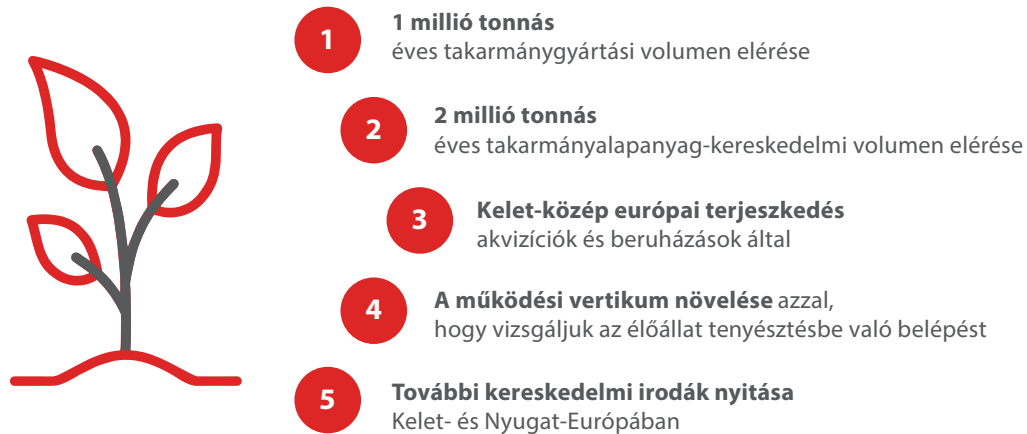 1
1 millió tonnás
éves takarmánygyártási volumen elérése
2
2 millió tonnás
éves takarmányalapanyag-kereskedelmi volumen elérése
3
Kelet-közép európai terjeszkedés
akvizíciók és beruházások által
4
A működési vertikum növelése azzal,
hogy vizsgáljuk az élőállat tenyésztésbe való belépést
5
További kereskedelmi irodák nyitása
Kelet- és Nyugat-Európában